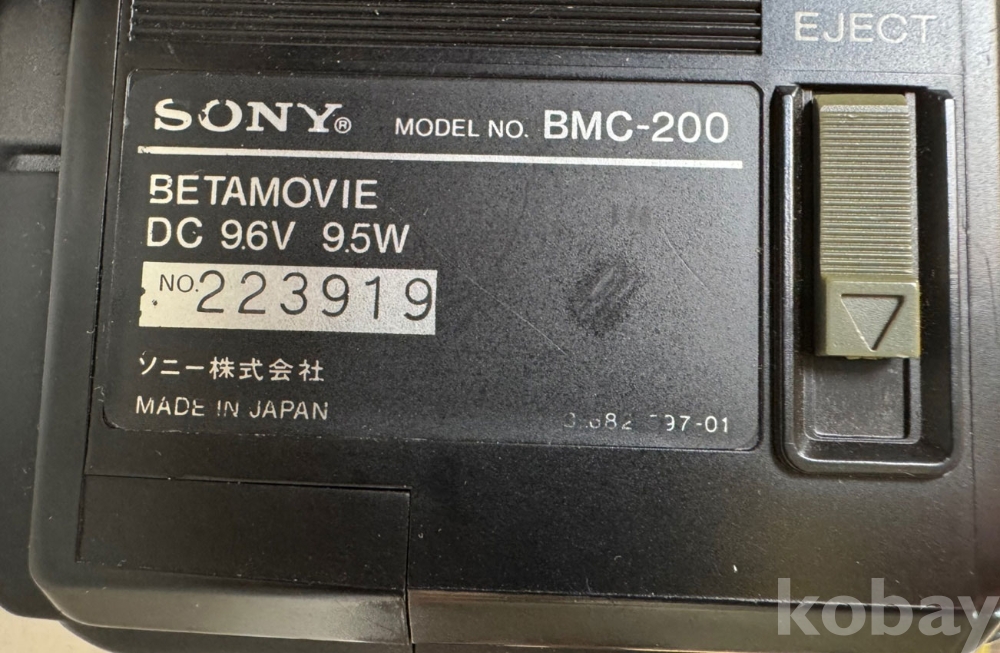 EJECT
SONY® MODEL NO. BMC-200
BETAMOVIE
DC 9.6V 9.5W
NO. 223919
ソニー株式会社
MADE IN JAPAN
kobay